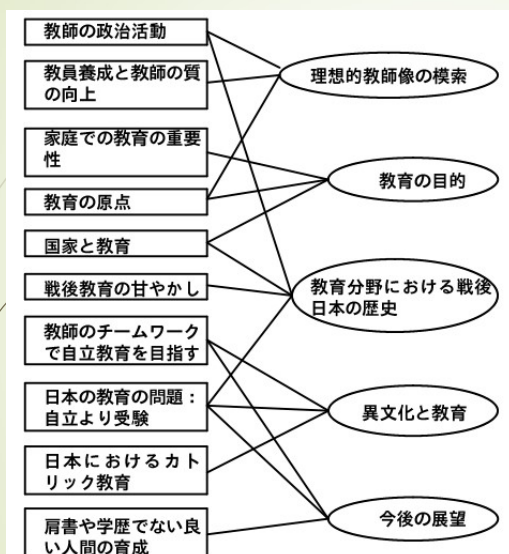 教師の政治活動
教員養成と教師の質
の向上
家庭での教育の重要
性
教育の原点
国家と教育
戦後教育の甘やかし
教師のチームワーク
で自立教育を目指す
日本の教育の問題：
自立より受験
日本におけるカト
リック教育
肩書や学歴でない良
い人間の育成
理想的教師像の模索
教育の目的
教育分野における戦後
日本の歴史
異文化と教育
今後の展望